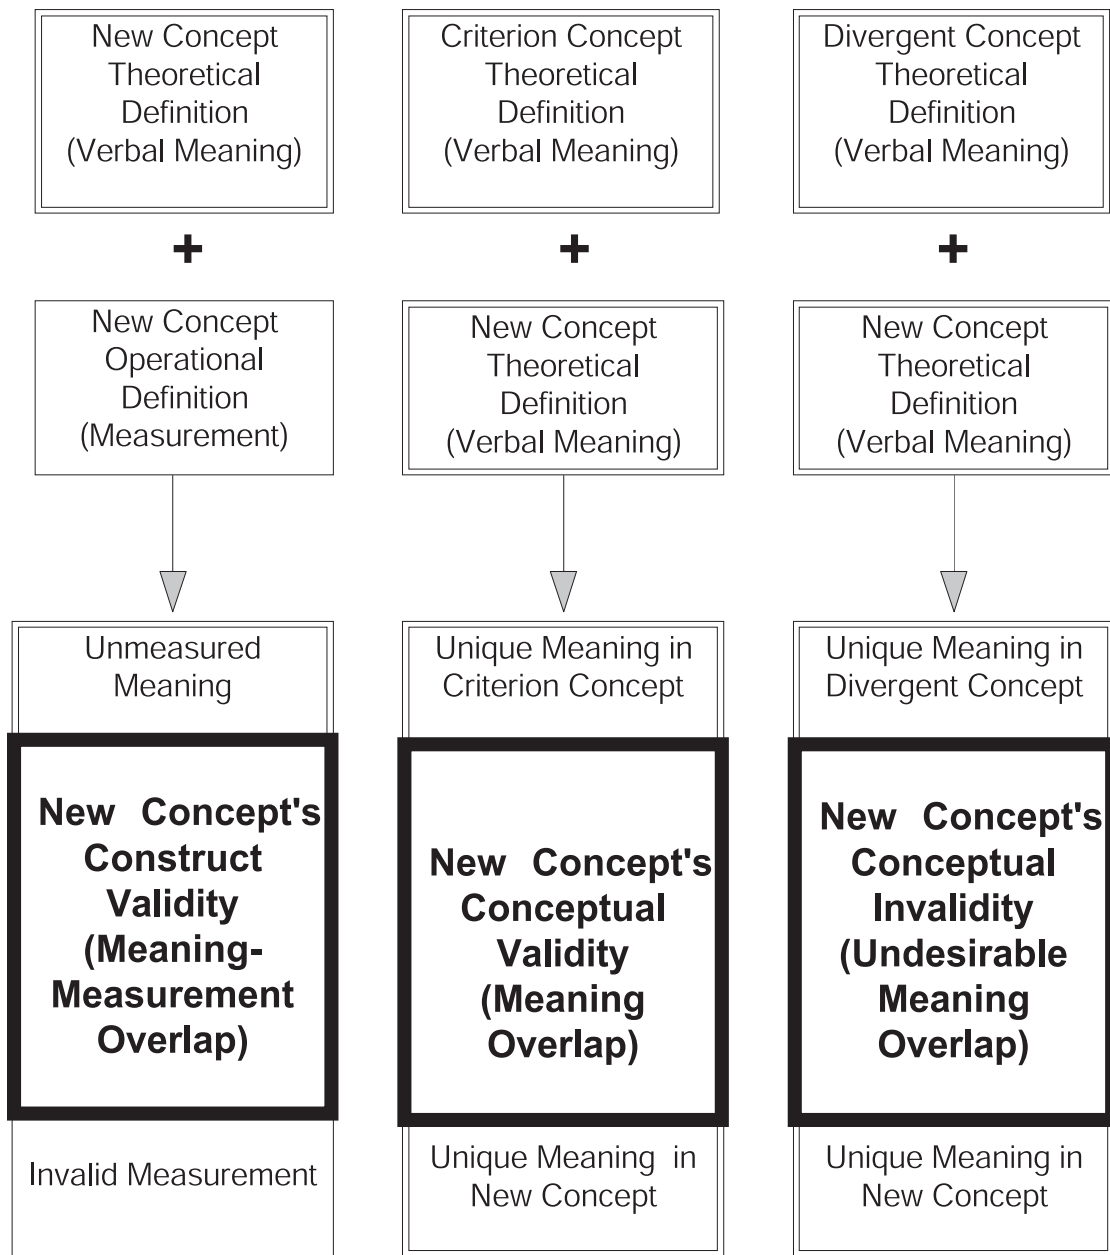 New Concept
Theoretical
Definition
(Verbal Meaning)
+
New Concept
Operational
Definition
(Measurement)
Unmeasured
Meaning
New Concept's
Construct
Validity
(Meaning-
Measurement
Overlap)
Invalid Measurement
Criterion Concept
Theoretical
Definition
(Verbal Meaning)
+
New Concept
Theoretical
Definition
(Verbal Meaning)
Unique Meaning in
Criterion Concept
New Concept's
Conceptual
Validity
(Meaning
Overlap)
Unique Meaning in
New Concept
Divergent Concept
Theoretical
Definition
(Verbal Meaning)
+
New Concept
Theoretical
Definition
(Verbal Meaning)
Unique Meaning in
Divergent Concept
New Concept's
Conceptual
Invalidity
(Undesirable
Meaning
Overlap)
Unique Meaning in
New Concept